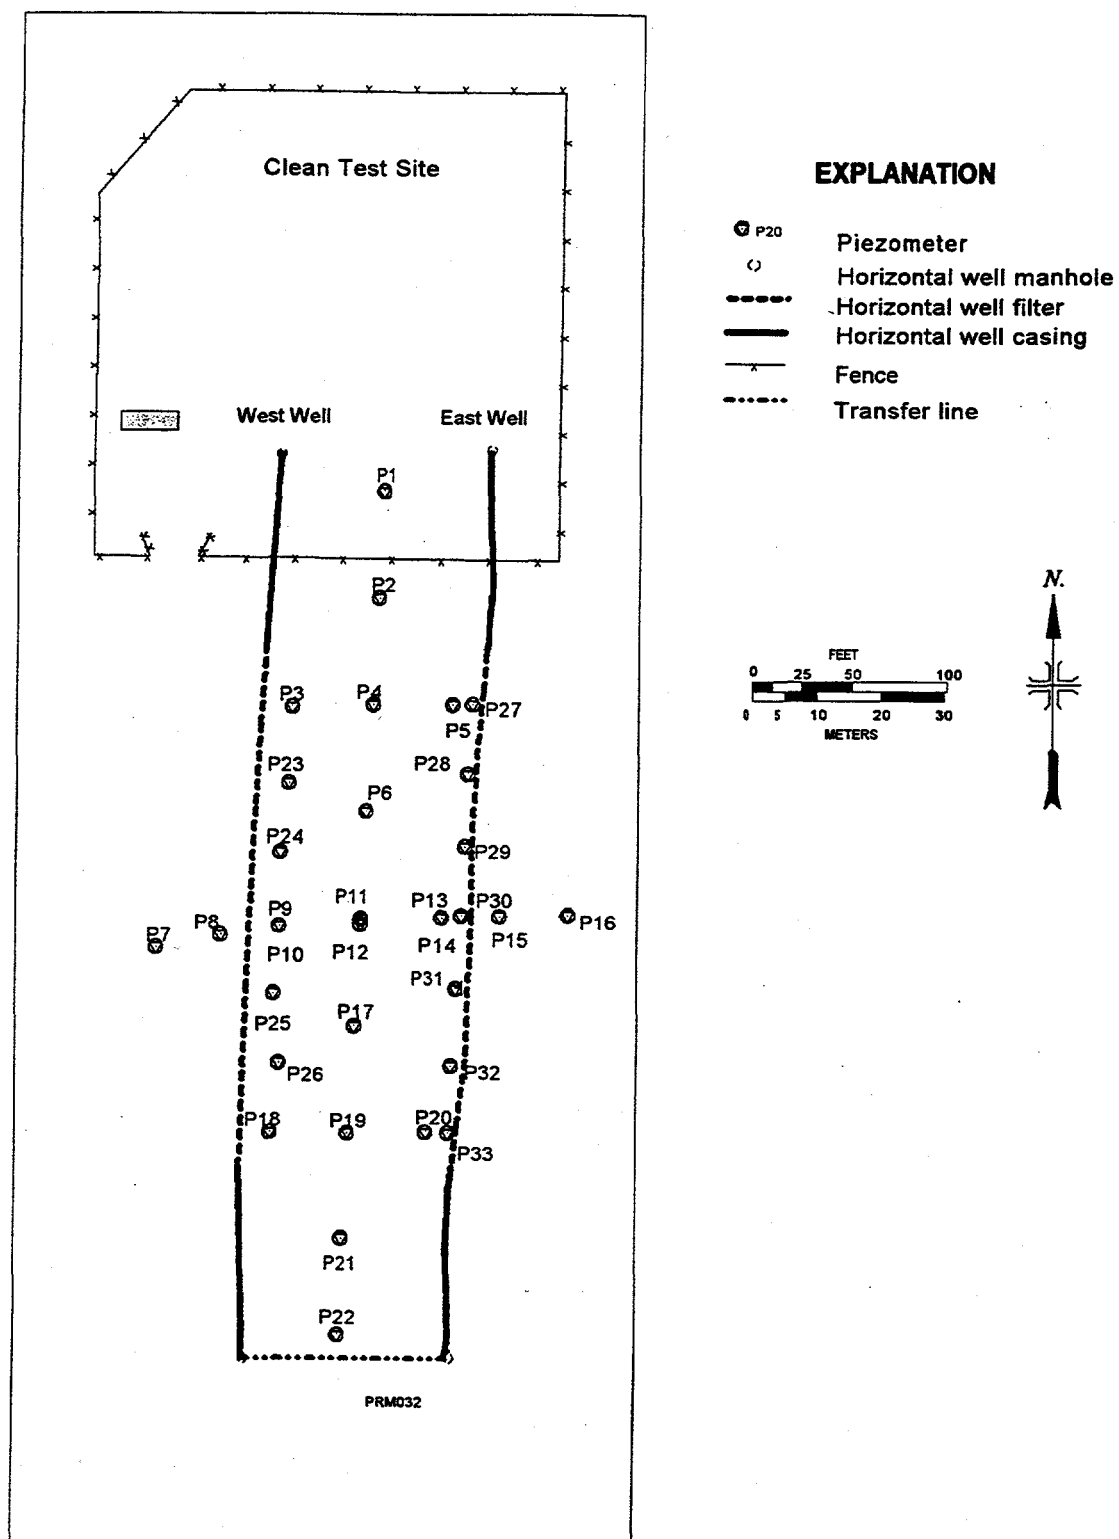 Clean Test Site
EXPLANATION
P20 Piezometer
Horizontal well manhole
Horizontal well filter
Horizontal well casing
Fence
Transfer line
West Well East Well
P1
P2
N.
FEET
0 25 50 100
0 5 10 20 30
METERS
P3 P4 P5 P27
P23 P28
P6
P24 P29
P11 P13 P30
P7 P8 P9 P16
P10 P12 P14 P15
P31
P25 P17
P26 P32
P18 P19 P20
P33
P21
P22
PRM032